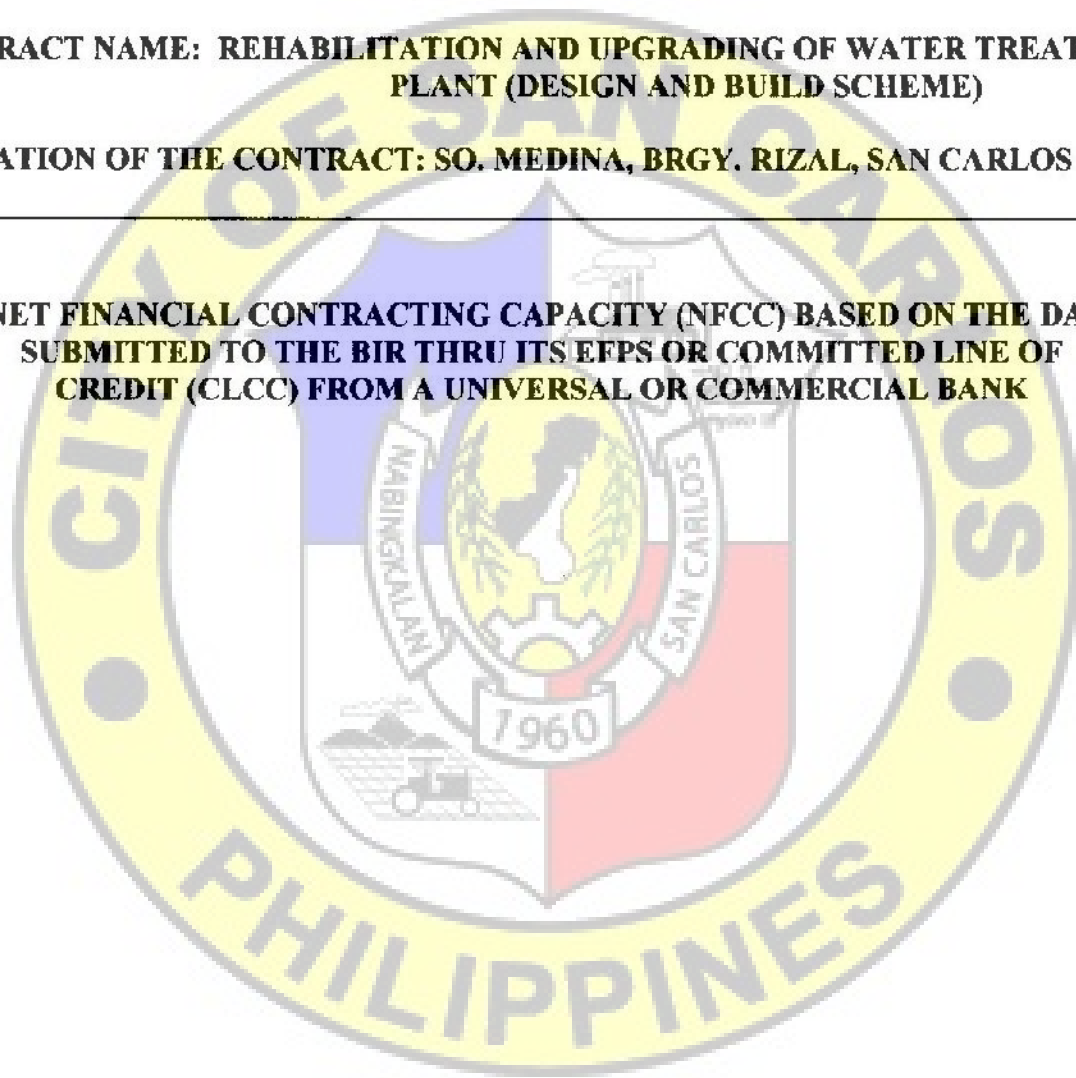 RACT NAME: REHABILITATION AND UPGRADING OF WATER TREAT
PLANT (DESIGN AND BUILD SCHEME)
ATION OF THE CONTRACT: SO. MEDINA, BRGY. RIZAL, SAN CARLOS
NET FINANCIAL CONTRACTING CAPACITY (NFCC) BASED ON THE DA
SUBMITTED TO THE BIR THRU ITS EFPS OR COMMITTED LINE OF
CREDIT (CLCC) FROM A UNIVERSAL OR COMMERCIAL BANK
CITY OF SAN CARLOS
NABINGKALAN
SAN CARLOS
1960
PHILIPPINES